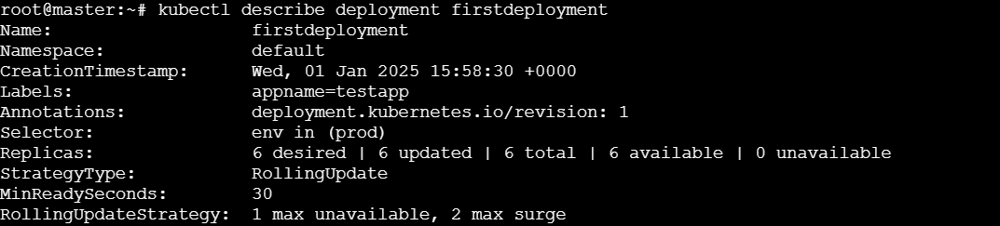 root@master:~# kubectl describe deployment firstdeployment
Name:                   firstdeployment
Namespace:              default
CreationTimestamp:      Wed, 01 Jan 2025 15:58:30 +0000
Labels:                 appname=testapp
Annotations:            deployment.kubernetes.io/revision: 1
Selector:               env in (prod)
Replicas:               6 desired | 6 updated | 6 total | 6 available | 0 unavailable
StrategyType:           RollingUpdate
MinReadySeconds:        30
RollingUpdateStrategy:  1 max unavailable, 2 max surge